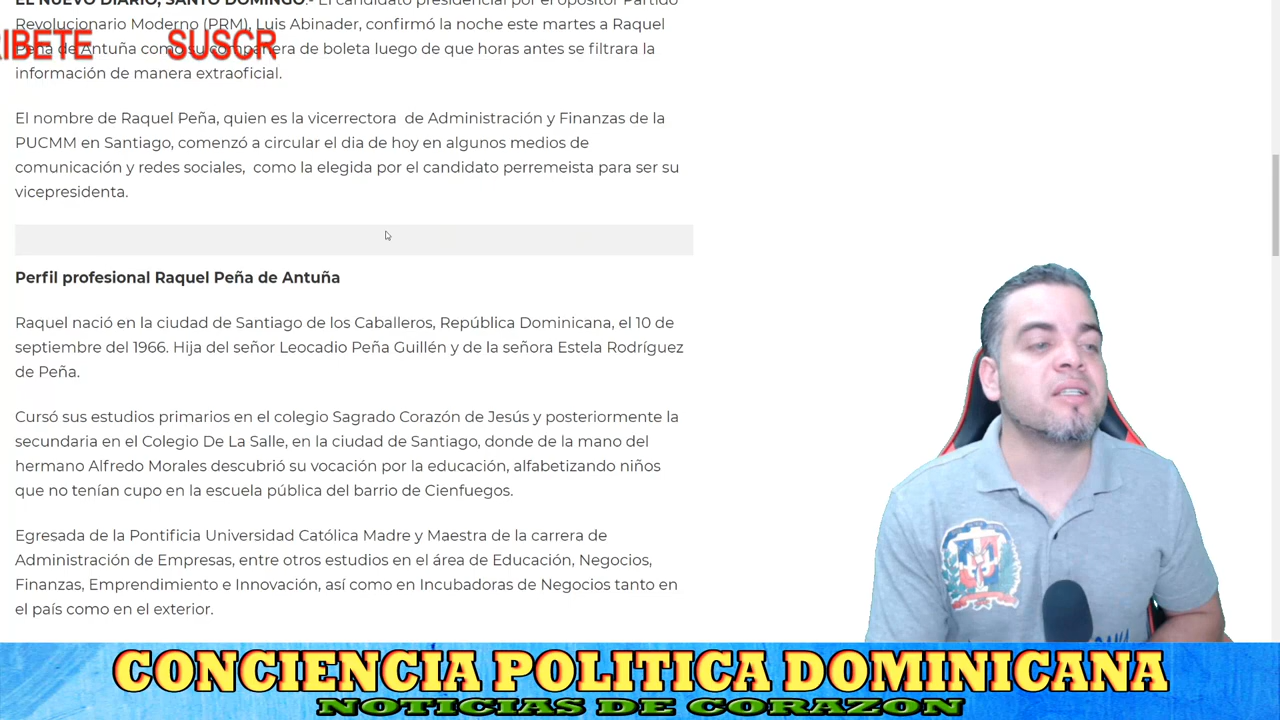 EL NUEVO DIARIO, SANTO DOMINGO.- El candidato presidencial por el opositor Partido
Revolucionario Moderno (PRM), Luis Abinader, confirmó la noche este martes a Raquel
RIBETE SUSCR
Peña de Antuña como su compañera de boleta luego de que horas antes se filtrara la
información de manera extraoficial.
El nombre de Raquel Peña, quien es la vicerrectora de Administración y Finanzas de la
PUCMM en Santiago, comenzó a circular el dia de hoy en algunos medios de
comunicación y redes sociales, como la elegida por el candidato perremeista para ser su
vicepresidenta.
Perfil profesional Raquel Peña de Antuña
Raquel nació en la ciudad de Santiago de los Caballeros, República Dominicana, el 10 de
septiembre del 1966. Hija del señor Leocadio Peña Guillén y de la señora Estela Rodríguez
de Peña.
Cursó sus estudios primarios en el colegio Sagrado Corazón de Jesús y posteriormente la
secundaria en el Colegio De La Salle, en la ciudad de Santiago, donde de la mano del
hermano Alfredo Morales descubrió su vocación por la educación, alfabetizando niños
que no tenían cupo en la escuela pública del barrio de Cienfuegos.
Egresada de la Pontificia Universidad Católica Madre y Maestra de la carrera de
Administración de Empresas, entre otros estudios en el área de Educación, Negocios,
Finanzas, Emprendimiento e Innovación, así como en Incubadoras de Negocios tanto en
el país como en el exterior.
CONCIENCIA POLITICA DOMINICANA
NOTICIAS DE CORAZON